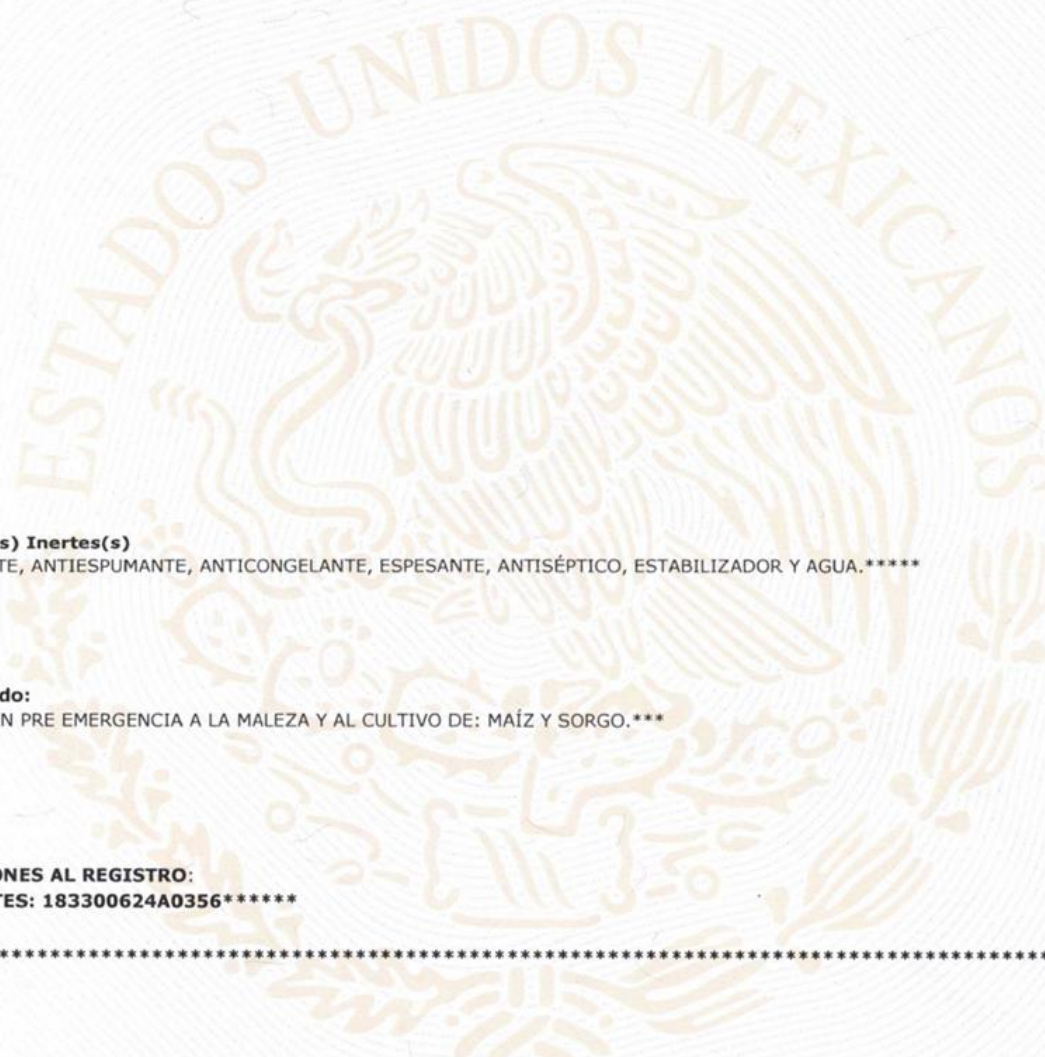 ESTADOS UNIDOS MEXICANOS
s) Inertes(s)
TE, ANTIESPUMANTE, ANTICONGELANTE, ESPESANTE, ANTISÉPTICO, ESTABILIZADOR Y AGUA.*****
do:
N PRE EMERGENCIA A LA MALEZA Y AL CULTIVO DE: MAÍZ Y SORGO.***
ONES AL REGISTRO:
TES: 183300624A0356******